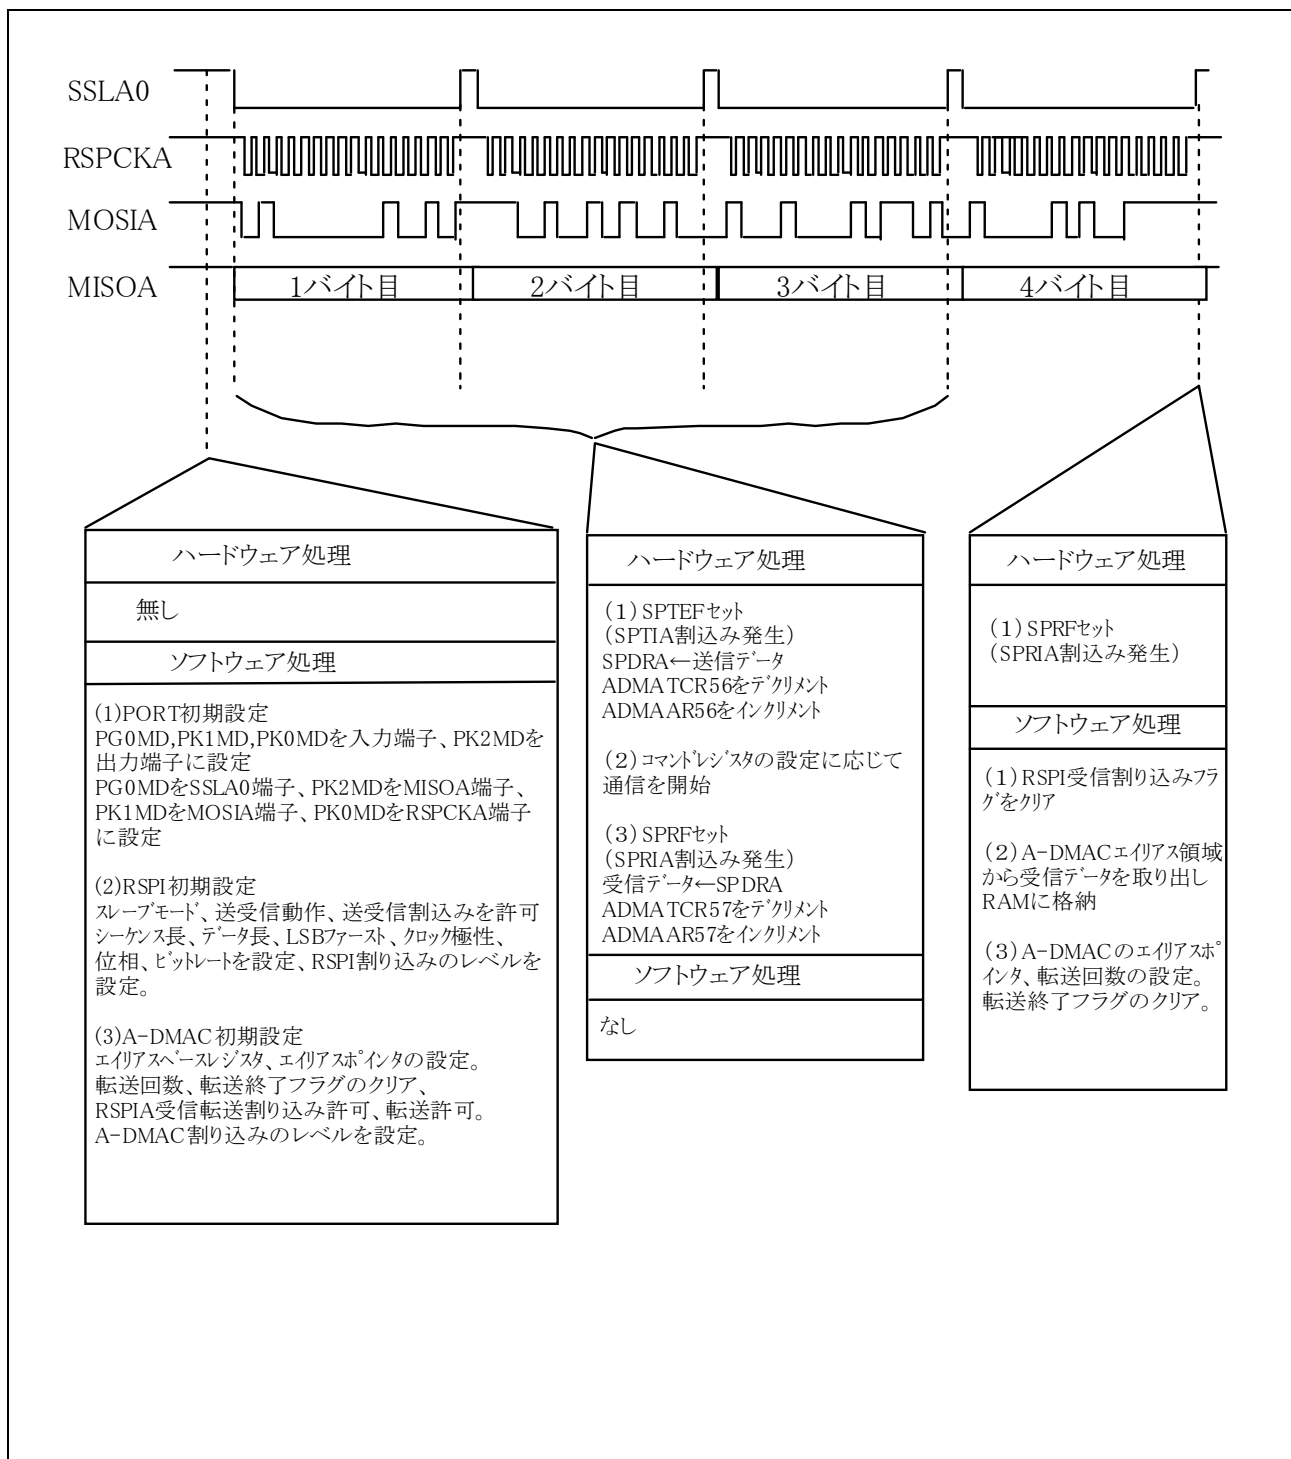 SSLA0
RSPCKA
MOSIA
MISOA
1バイト目
2バイト目
3バイト目
4バイト目
ハードウェア処理
無し
ソフトウェア処理
(1)PORT初期設定
PG0MD,PK1MD,PK0MDを入力端子、PK2MDを
出力端子に設定
PG0MDをSSLA0端子、PK2MDをMISOA端子、
PK1MDをMOSIA端子、PK0MDをRSPCKA端子
に設定
(2)RSPI初期設定
スレーブモード、送受信動作、送受信割込みを許可
シーケンス長、データ長、LSBファースト、クロック極性、
位相、ビットレートを設定、RSPI割り込みのレベルを
設定。
(3)A-DMAC初期設定
エイリアスベースレジスタ、エイリアスポインタの設定。
転送回数、転送終了フラグのクリア、
RSPIA受信転送割り込み許可、転送許可。
A-DMAC割り込みのレベルを設定。
ハードウェア処理
(1)SPTEFセット
(SPTIA割込み発生)
SPDRA←送信データ
ADMATCR56をデクリメント
ADMAAR56をインクリメント
(2)コマンドレジスタの設定に応じて
通信を開始
(3)SPRFセット
(SPRIA割込み発生)
受信データ←SPDRA
ADMATCR57をデクリメント
ADMAAR57をインクリメント
ソフトウェア処理
なし
ハードウェア処理
(1)SPRFセット
(SPRIA割込み発生)
ソフトウェア処理
(1)RSPI受信割り込みフラ
グをクリア
(2)A-DMACエイリアス領域
から受信データを取り出し
RAMに格納
(3)A-DMACのエイリアスポ
インタ、転送回数の設定。
転送終了フラグのクリア。